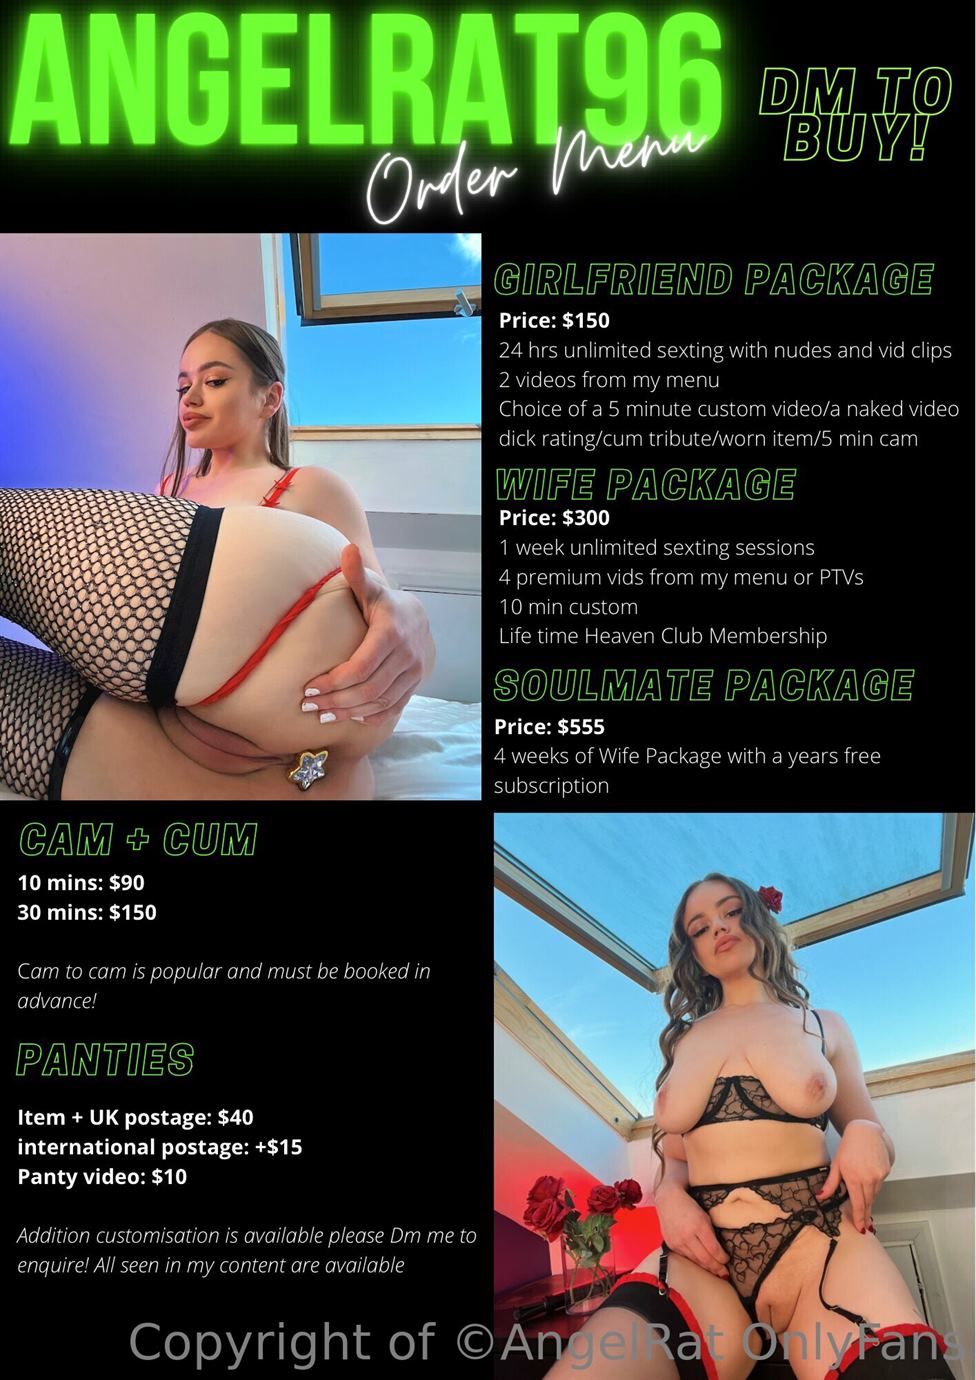 ANGELRAT96
Order Menu
DM TO
BUY!
GIRLFRIEND PACKAGE
Price: $150
24 hrs unlimited sexting with nudes and vid clips
2 videos from my menu
Choice of a 5 minute custom video/a naked video
dick rating/cum tribute/worn item/5 min cam
WIFE PACKAGE
Price: $300
1 week unlimited sexting sessions
4 premium vids from my menu or PTVs
10 min custom
Life time Heaven Club Membership
SOULMATE PACKAGE
Price: $555
4 weeks of Wife Package with a years free
subscription
CAM + CUM
10 mins: $90
30 mins: $150
Cam to cam is popular and must be booked in
advance!
PANTIES
Item + UK postage: $40
international postage: +$15
Panty video: $10
Addition customisation is available please Dm me to
enquire! All seen in my content are available
Copyright of ©AngelRat OnlyFans